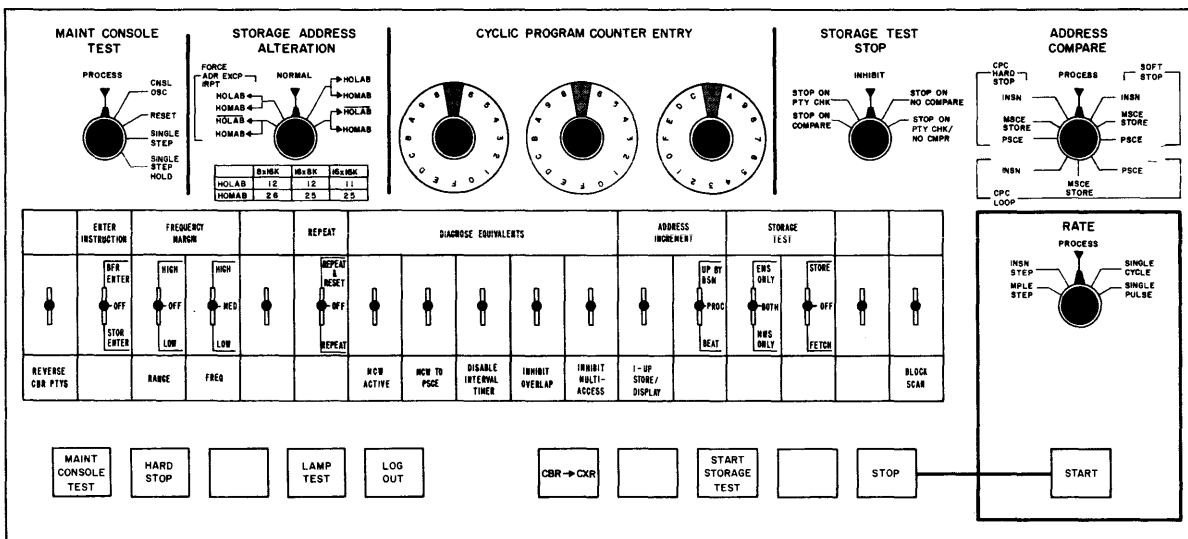 MAINT CONSOLE
TEST
PROCESS
CNSL
OSC
RESET
SINGLE
STEP
SINGLE
STEP
HOLD
STORAGE ADDRESS
ALTERATION
FORCE
ADR EXCP
IRPT
NORMAL
HOLAB
HOMAB
HOLAB
HOMAB
HOLAB
HOMAB
HOLAB
HOMAB
8x16K 16x8K 16x16K
HOLAB 12 12 11
HOMAB 26 25 25
CYCLIC PROGRAM COUNTER ENTRY
STORAGE TEST
STOP
INHIBIT
STOP ON
PTY CHK
STOP ON
COMPARE
STOP ON
NO COMPARE
STOP ON
PTY CHK/
NO CMPR
ADDRESS
COMPARE
CPC
HARD
STOP
PROCESS
SOFT
STOP
INSN
MSCE
STORE
PSCE
INSN
MSCE
STORE
PSCE
INSN
MSCE
STORE
PSCE
CPC
LOOP
ENTER
INSTRUCTION
FREQUENCY
MARGIN
REPEAT
DIAGNOSE EQUIVALENTS
ADDRESS
INCREMENT
STORAGE
TEST
BFR
ENTER
OFF
STOR
ENTER
HIGH
OFF
LOW
HIGH
MED
LOW
REPEAT
&
RESET
OFF
REPEAT
UP BY
BSN
PROC
BEAT
EMS
ONLY
BOTH
NMS
ONLY
STORE
OFF
FETCH
REVERSE
CBR PTYS
RANGE
FREQ
MCW
ACTIVE
MCW TO
PSCE
DISABLE
INTERVAL
TIMER
INHIBIT
OVERLAP
INHIBIT
MULTI-
ACCESS
I-UP
STORE/
DISPLAY
BLOCK
SCAN
RATE
PROCESS
INSN
STEP
MPLE
STEP
SINGLE
CYCLE
SINGLE
PULSE
MAINT
CONSOLE
TEST
HARD
STOP
LAMP
TEST
LOG
OUT
CBR→CXR
START
STORAGE
TEST
STOP
START